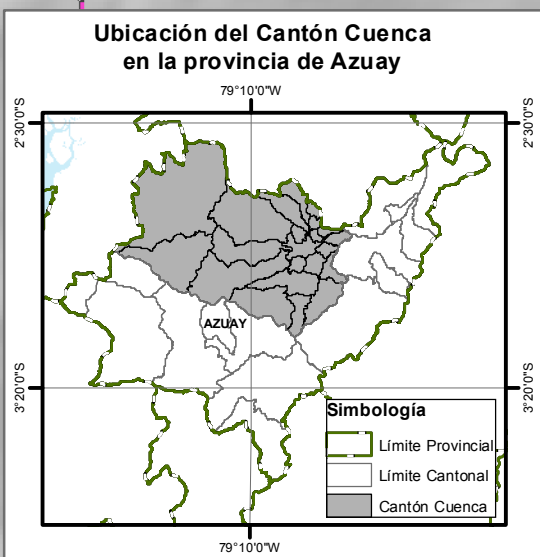 Ubicación del Cantón Cuenca
en la provincia de Azuay
79°10'0"W
2°30'0"S
2°30'0"S
AZUAY
3°20'0"S
3°20'0"S
Simbología
Límite Provincial
Límite Cantonal
Cantón Cuenca
79°10'0"W